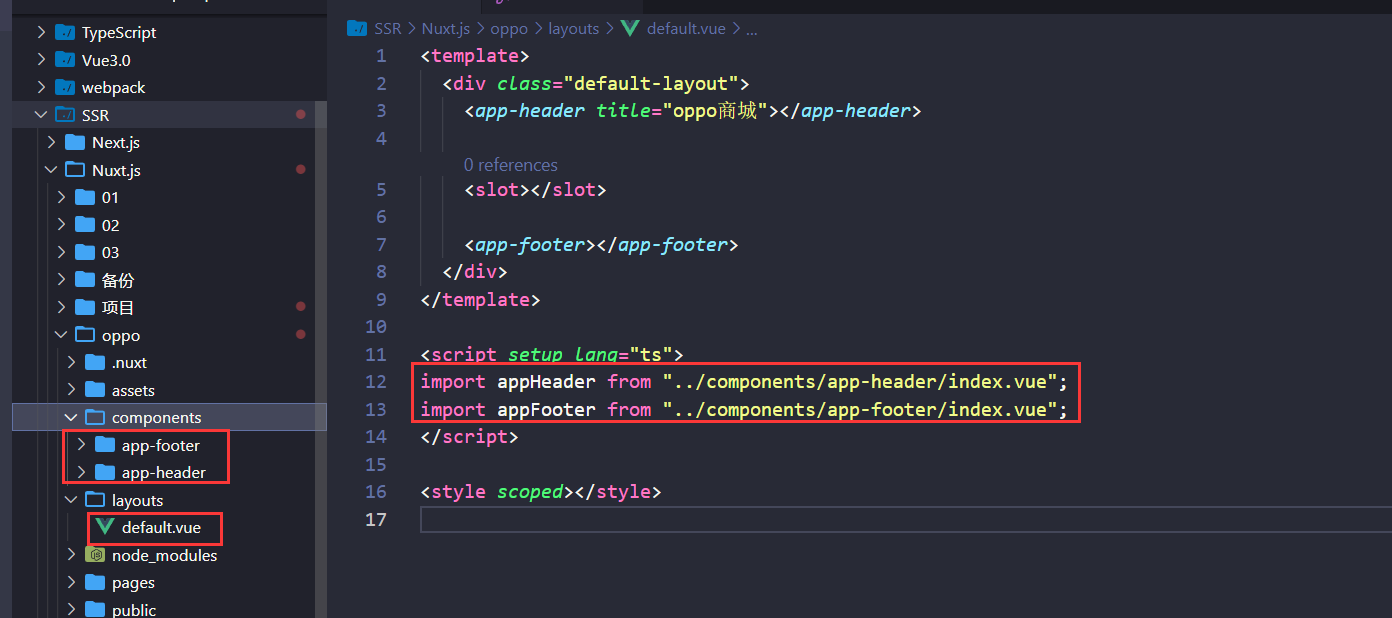 TypeScript
Vue3.0
webpack
SSR
Next.js
Nuxt.js
01
02
03
备份
项目
oppo
.nuxt
assets
components
app-footer
app-header
layouts
default.vue
node_modules
pages
public
SSR > Nuxt.js > oppo > layouts > default.vue > ...
1 <template>
2 <div class="default-layout">
3 <app-header title="oppo商城"></app-header>
4
0 references
5 <slot></slot>
6
7 <app-footer></app-footer>
8 </div>
9 </template>
10
11 <script setup lang="ts">
12 import appHeader from "../components/app-header/index.vue";
13 import appFooter from "../components/app-footer/index.vue";
14 </script>
15
16 <style scoped></style>
17